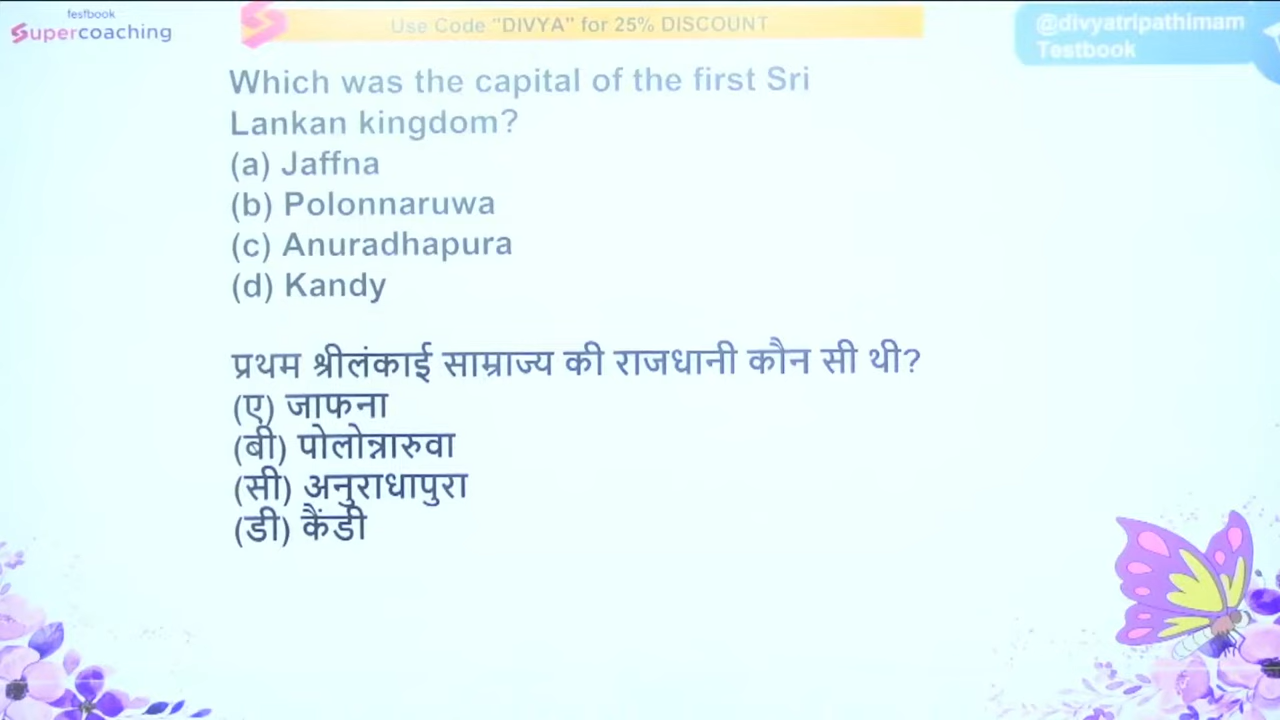 testbook
Supercoaching
Use Code "DIVYA" for 25% DISCOUNT
@divyatripathimam
Testbook
Which was the capital of the first Sri
Lankan kingdom?
(a) Jaffna
(b) Polonnaruwa
(c) Anuradhapura
(d) Kandy
प्रथम श्रीलंकाई साम्राज्य की राजधानी कौन सी थी?
(ए) जाफना
(बी) पोलोन्नारुवा
(सी) अनुराधापुरा
(डी) कैंडी